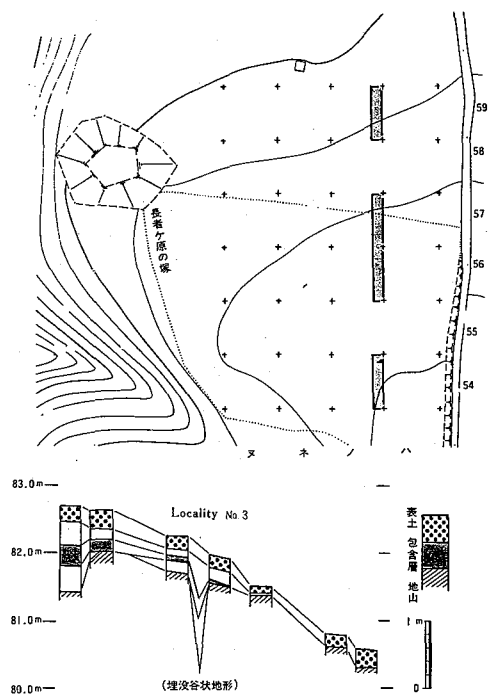 59
58
57
56
55
54
長者ケ原の塚
ヌ ネ ノ ハ
83.0m
82.0
81.0m
80.0m
Locality No. 3
(埋没谷状地形)
表土
包含層
地山
1 m
0